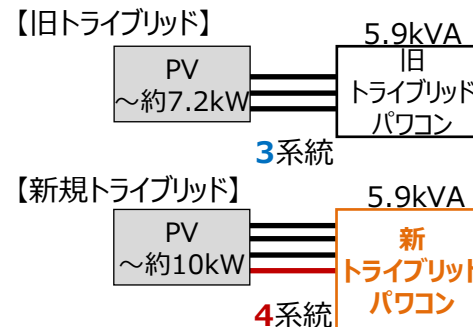 【旧トライブリッド】
5.9kVA
PV
～約7.2kW
旧
トライブリッド
パワコン
3系統
【新規トライブリッド】
5.9kVA
PV
～約10kW
新
トライブリッド
パワコン
4系統